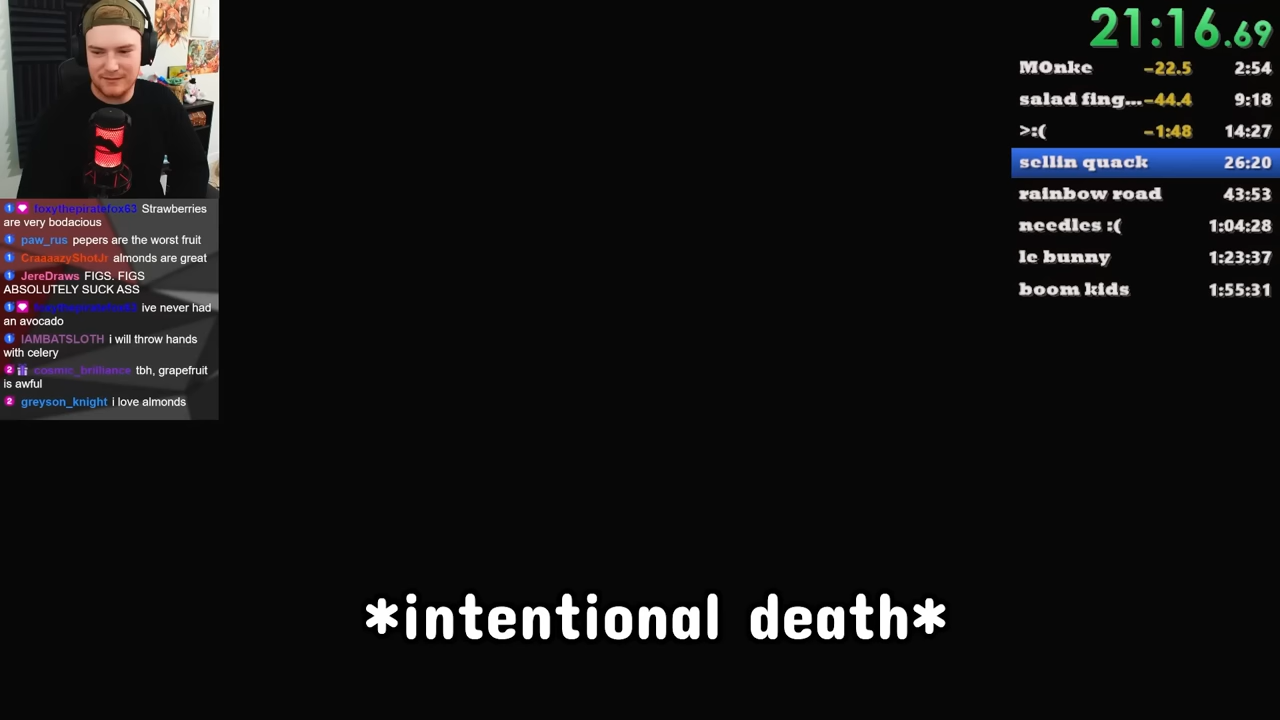 foxythepiratefox63 Strawberries
are very bodacious
paw_rus pepers are the worst fruit
CraaaazyShotJr almonds are great
JereDraws FIGS. FIGS
ABSOLUTELY SUCK ASS
foxythepiratefox63 ive never had
an avocado
IAMBATSLOTH i will throw hands
with celery
cosmic_brilliance tbh, grapefruit
is awful
greyson_knight i love almonds
21:16.69
MOnke -22.5 2:54
salad fing... -44.4 9:18
>:( -1:48 14:27
sellin quack 26:20
rainbow road 43:53
needles :( 1:04:28
le bunny 1:23:37
boom kids 1:55:31
*intentional death*